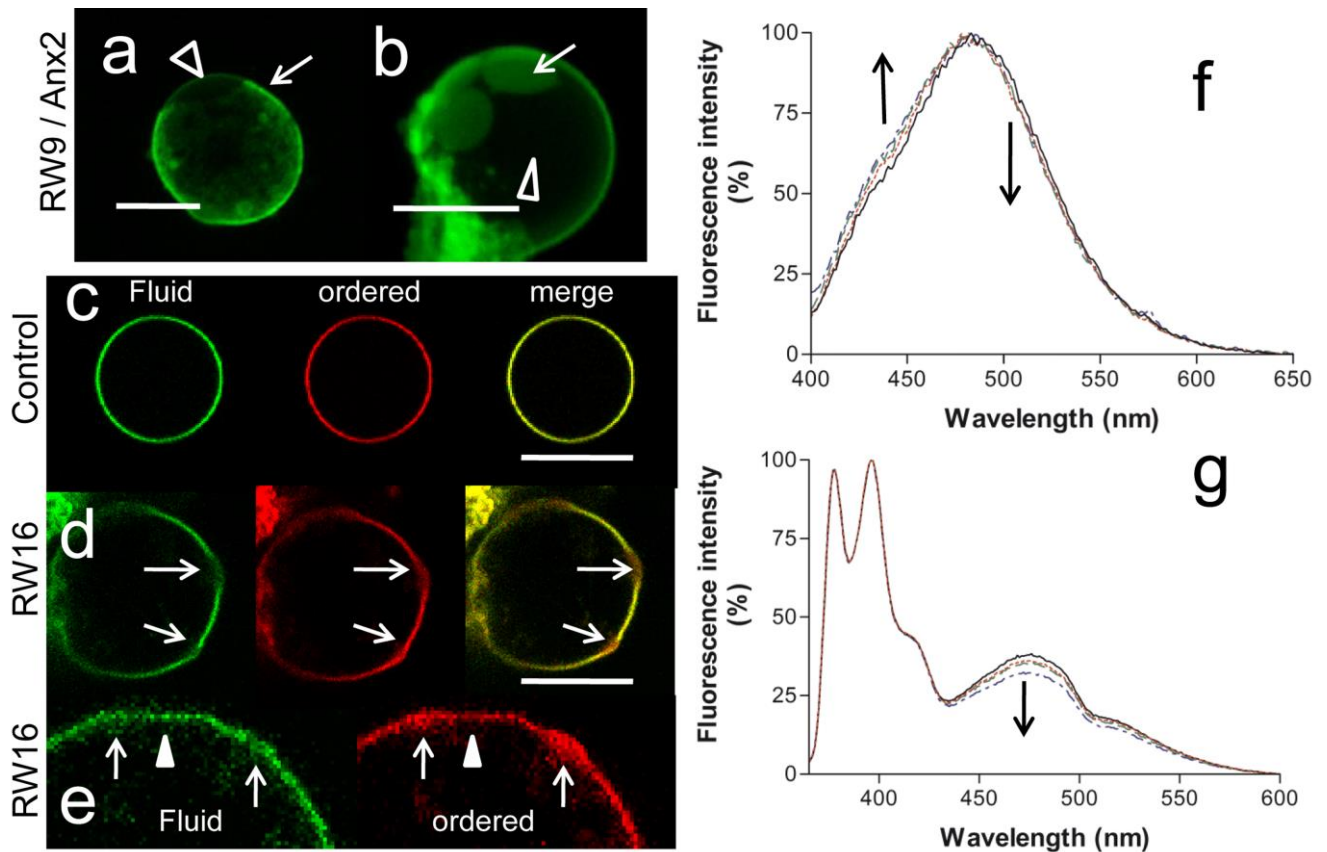 a
b
RW9 / Anx2
c
Fluid
ordered
merge
Control
d
RW16
e
Fluid
ordered
RW16
f
Fluorescence intensity
(%)
100
75
50
25
0
400
450
500
550
600
650
Wavelength (nm)
g
Fluorescence intensity
(%)
100
75
50
25
0
400
450
500
550
600
Wavelength (nm)